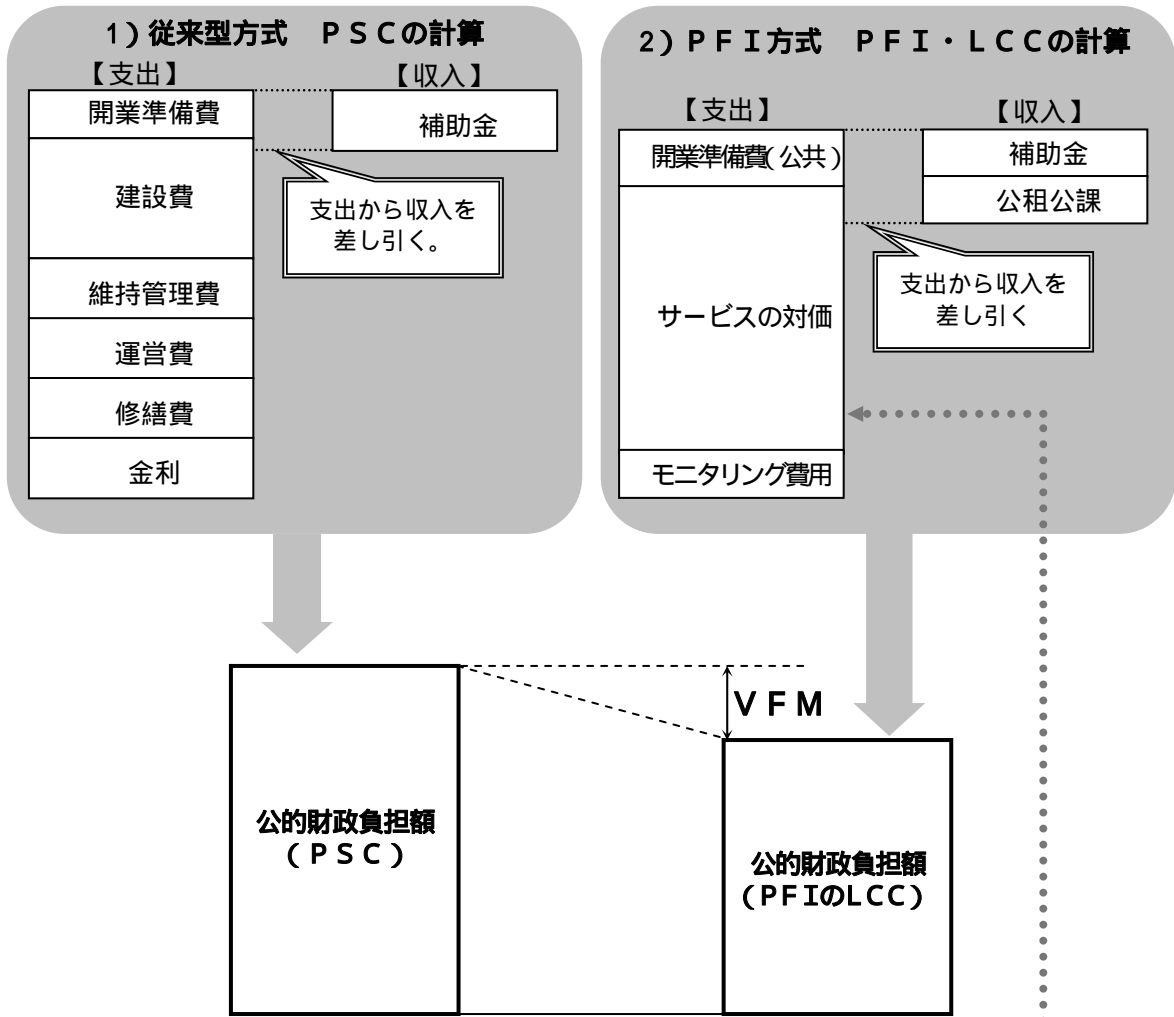 1）従来型方式　ＰＳＣの計算
【支出】
【収入】
開業準備費
補助金
建設費
支出から収入を
差し引く。
維持管理費
運営費
修繕費
金利
2）ＰＦＩ方式　ＰＦＩ・ＬＣＣの計算
【支出】
【収入】
開業準備費（公共）
補助金
公租公課
支出から収入を
差し引く
サービスの対価
モニタリング費用
ＶＦＭ
公的財政負担額
（ＰＳＣ）
公的財政負担額
（ＰＦＩのＬＣＣ）